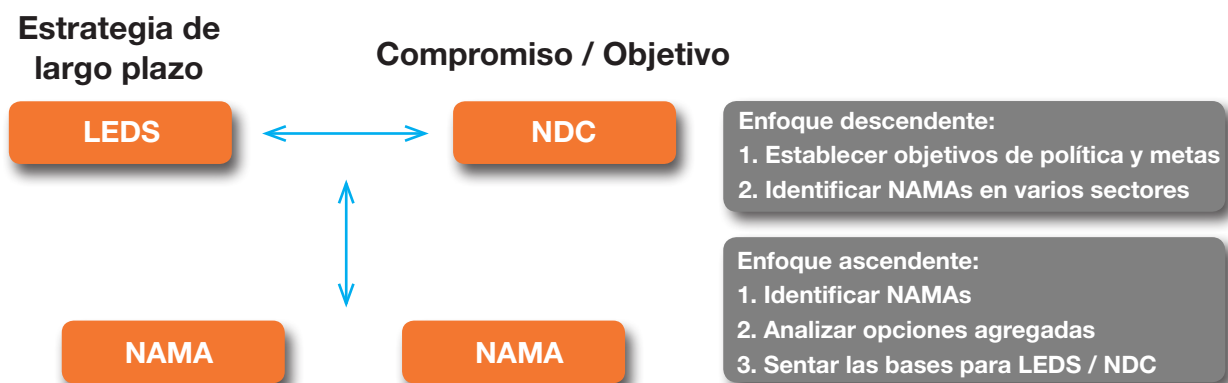 Estrategia de
largo plazo
Compromiso / Objetivo
LEDS
NDC
Enfoque descendente:
1. Establecer objetivos de política y metas
2. Identificar NAMAs en varios sectores
Enfoque ascendente:
1. Identificar NAMAs
2. Analizar opciones agregadas
3. Sentar las bases para LEDS / NDC
NAMA
NAMA